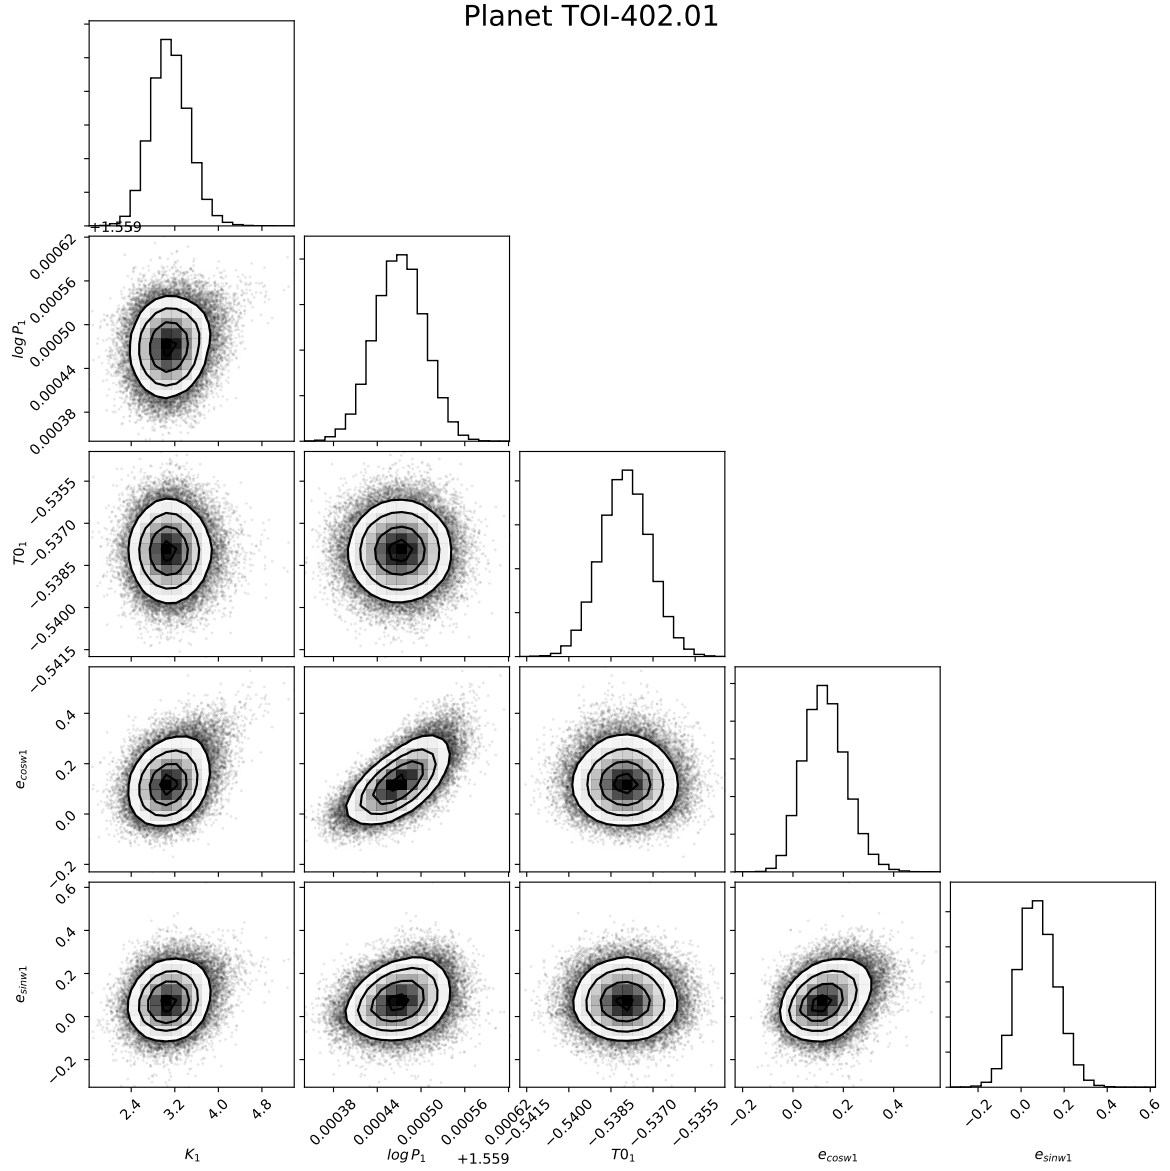 Planet TOI-402.01
+1.559
0.00062
0.00056
0.00050
0.00044
0.00038
log P₁
−0.5355
−0.5370
−0.5385
−0.5400
−0.5415
T0₁
0.4
0.2
0.0
−0.2
e_cosw1
0.6
0.4
0.2
0.0
−0.2
e_sinw1
2.4 3.2 4.0 4.8
0.00038 0.00044 0.00050 0.00056 0.00062
−0.5415 −0.5400 −0.5385 −0.5370 −0.5355
−0.2 0.0 0.2 0.4
−0.2 0.0 0.2 0.4 0.6
K₁ log P₁ +1.559 T0₁ e_cosw1 e_sinw1